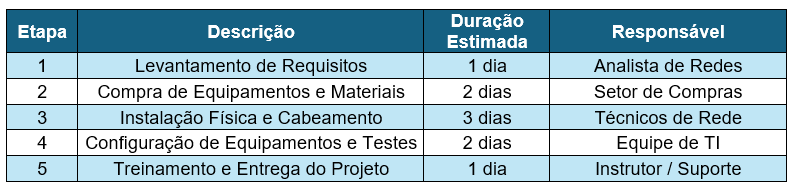 Etapa Descrição Duração Estimada Responsável
1 Levantamento de Requisitos 1 dia Analista de Redes
2 Compra de Equipamentos e Materiais 2 dias Setor de Compras
3 Instalação Física e Cabeamento 3 dias Técnicos de Rede
4 Configuração de Equipamentos e Testes 2 dias Equipe de TI
5 Treinamento e Entrega do Projeto 1 dia Instrutor / Suporte